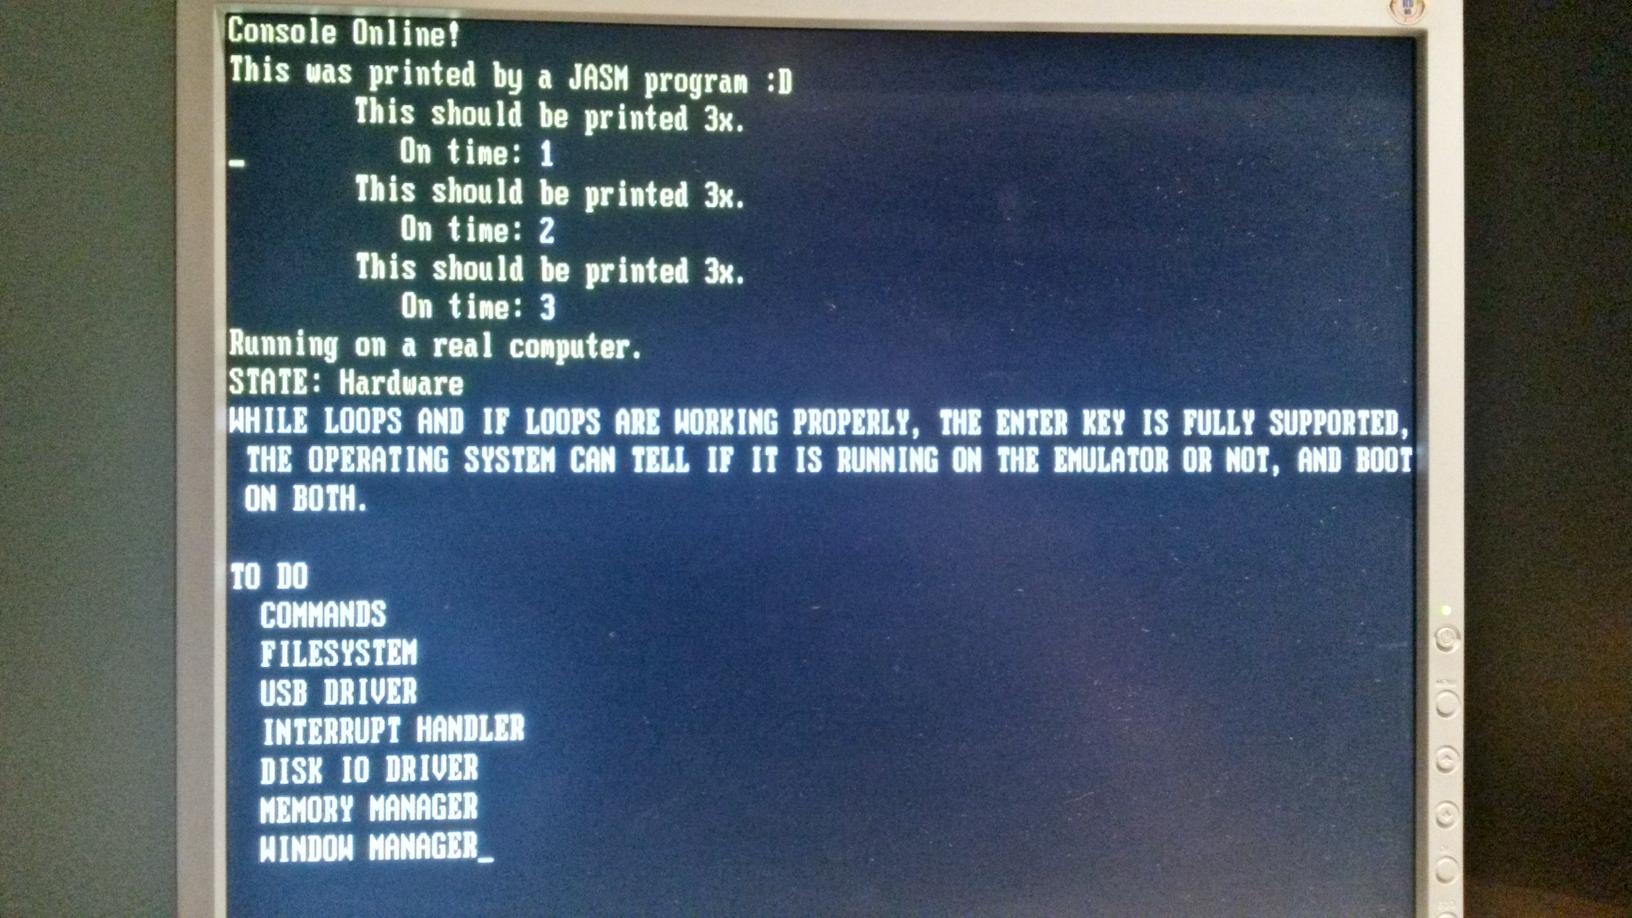 Console Online!
This was printed by a JASM program :D
This should be printed 3x.
_ On time: 1
This should be printed 3x.
On time: 2
This should be printed 3x.
On time: 3
Running on a real computer.
STATE: Hardware
WHILE LOOPS AND IF LOOPS ARE WORKING PROPERLY, THE ENTER KEY IS FULLY SUPPORTED,
THE OPERATING SYSTEM CAN TELL IF IT IS RUNNING ON THE EMULATOR OR NOT, AND BOOT
ON BOTH.
TO DO
COMMANDS
FILESYSTEM
USB DRIVER
INTERRUPT HANDLER
DISK IO DRIVER
MEMORY MANAGER
WINDOW MANAGER_